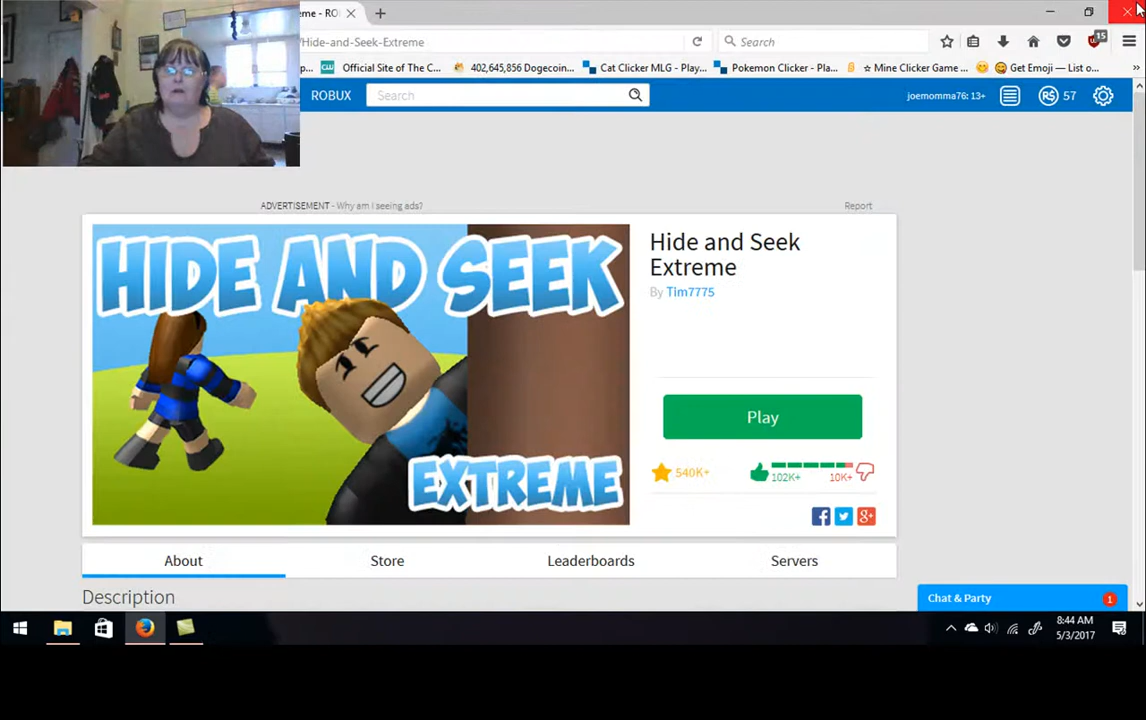 eme - RO
/Hide-and-Seek-Extreme
Search
15
p...
CW Official Site of The C...
402,645,856 Dogecoin...
Cat Clicker MLG - Play...
Pokemon Clicker - Pla...
Mine Clicker Game ...
Get Emoji — List o...
ROBUX
Search
joemomma76: 13+
R$ 57
ADVERTISEMENT - Why am I seeing ads?
Report
HIDE AND SEEK
EXTREME
Hide and Seek
Extreme
By Tim7775
Play
540K+
102K+
10K+
About
Store
Leaderboards
Servers
Description
Chat & Party
1
8:44 AM
5/3/2017